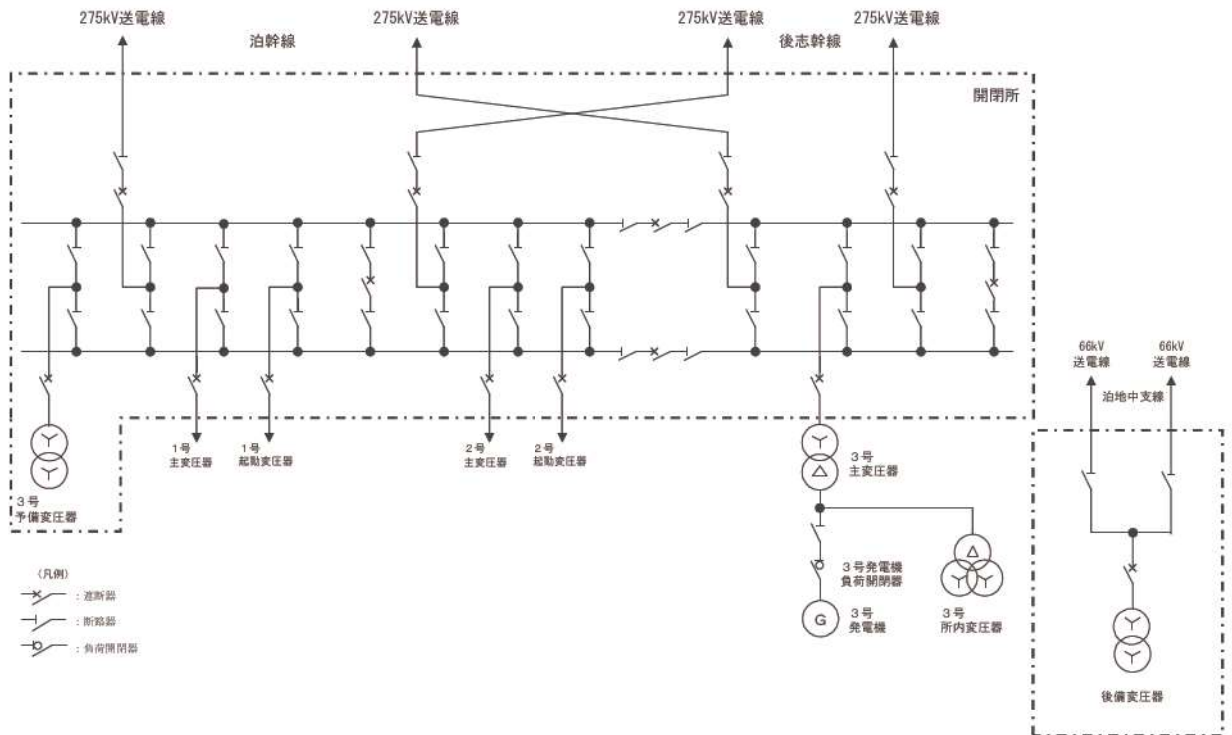 275kV送電線
275kV送電線
275kV送電線
275kV送電線
泊幹線
後志幹線
開閉所
66kV
送電線
66kV
送電線
泊地中支線
1号
主変圧器
1号
起動変圧器
2号
主変圧器
2号
起動変圧器
3号
主変圧器
3号
予備変圧器
3号発電機
負荷開閉器
G
3号
発電機
3号
所内変圧器
後備変圧器
(凡例)
:遮断器
:断路器
:負荷開閉器